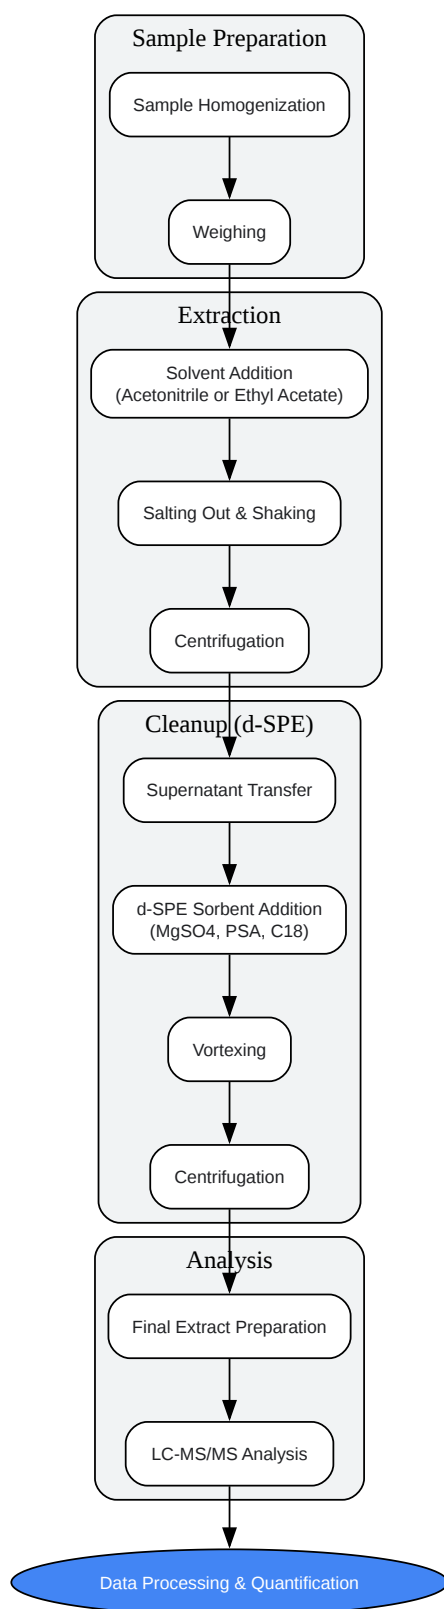 Sample Preparation
Sample Homogenization
Weighing
Extraction
Solvent Addition
(Acetonitrile or Ethyl Acetate)
Salting Out & Shaking
Centrifugation
Cleanup (d-SPE)
Supernatant Transfer
d-SPE Sorbent Addition
(MgSO4, PSA, C18)
Vortexing
Centrifugation
Analysis
Final Extract Preparation
LC-MS/MS Analysis
Data Processing & Quantification